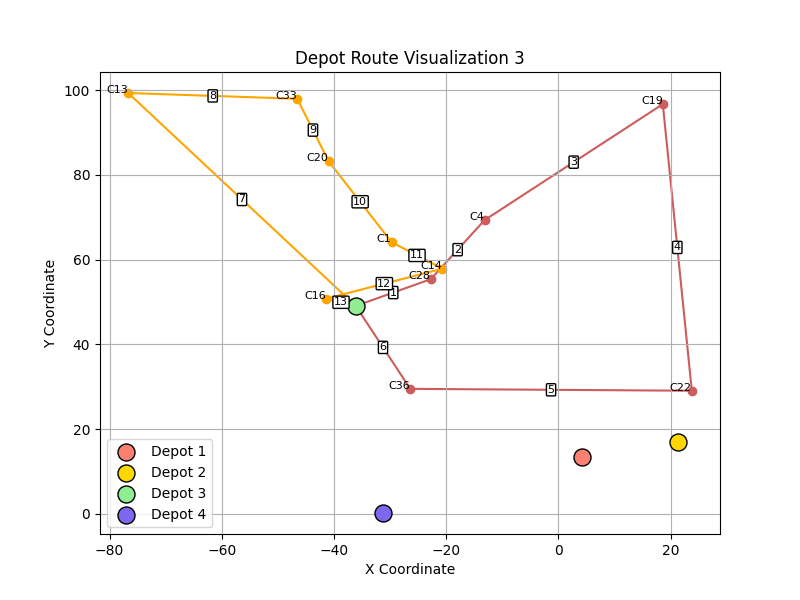 Depot Route Visualization 3
C13
8
C33
C19
9
C20
3
7
10
C4
C1
2
4
11
C14
C28
12
1
C16
13
6
C36
5
C22
100
80
60
40
20
0
Y Coordinate
Depot 1
Depot 2
Depot 3
Depot 4
−80
−60
−40
−20
0
20
X Coordinate